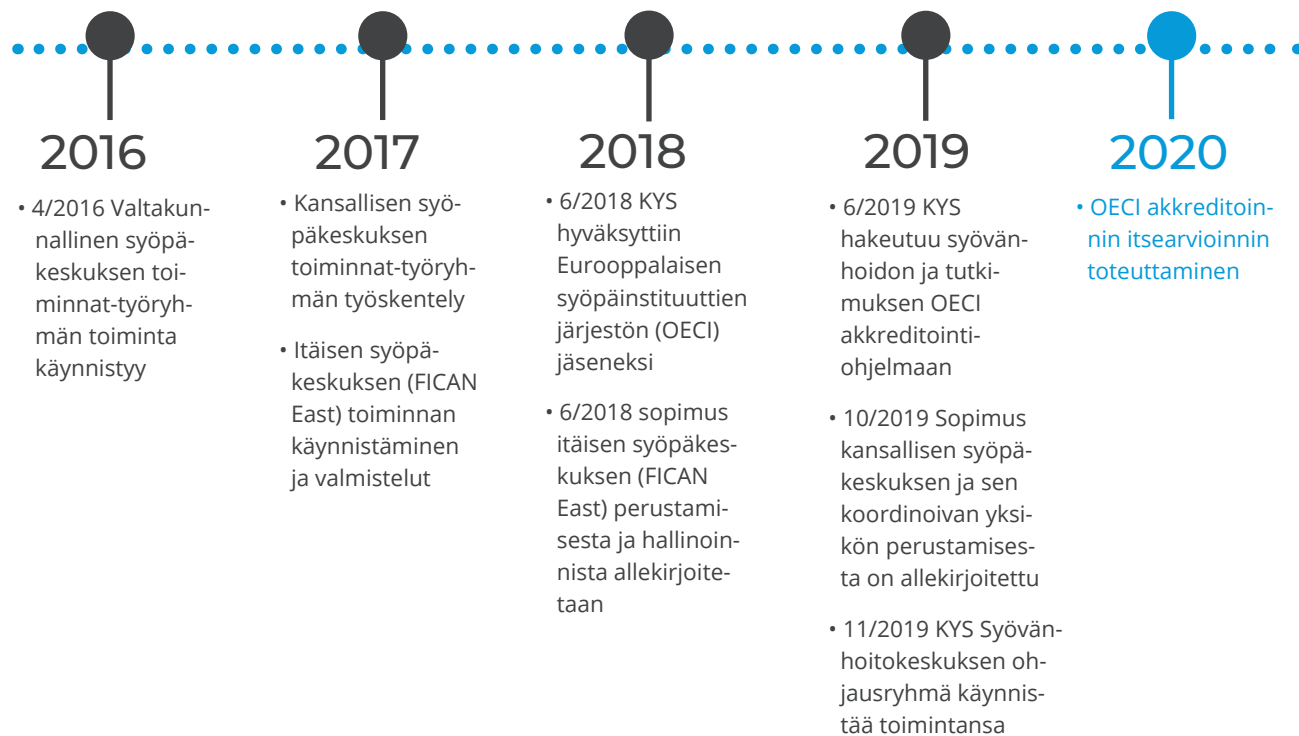 2016
• 4/2016 Valtakun-
nallinen syöpä-
keskuksen toi-
minnat-työryh-
män toiminta
käynnistyy
2017
• Kansallisen syö-
päkeskuksen
toiminnat-työryh-
män työskentely
• Itäisen syöpä-
keskuksen (FICAN
East) toiminnan
käynnistäminen
ja valmistelut
2018
• 6/2018 KYS
hyväksyttiin
Eurooppalaisen
syöpäinstituuttien
järjestön (OECI)
jäseneksi
• 6/2018 sopimus
itäisen syöpäkes-
kuksen (FICAN
East) perustami-
sesta ja hallinoin-
nista allekirjoite-
taan
2019
• 6/2019 KYS
hakeutuu syövän-
hoidon ja tutki-
muksen OECI
akkreditointi-
ohjelmaan
• 10/2019 Sopimus
kansallisen syöpä-
keskuksen ja sen
koordinoivan yksi-
kön perustamises-
ta on allekirjoitettu
• 11/2019 KYS Syövän-
hoitokeskuksen oh-
jausryhmä käynnis-
tää toimintansa
2020
• OECI akkreditoin-
nin itsearvioinnin
toteuttaminen